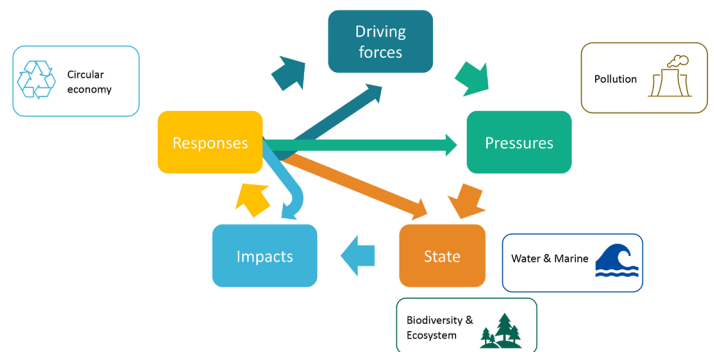 Driving
forces
Circular
economy
Pollution
Responses
Pressures
Impacts
State
Water & Marine
Biodiversity &
Ecosystem